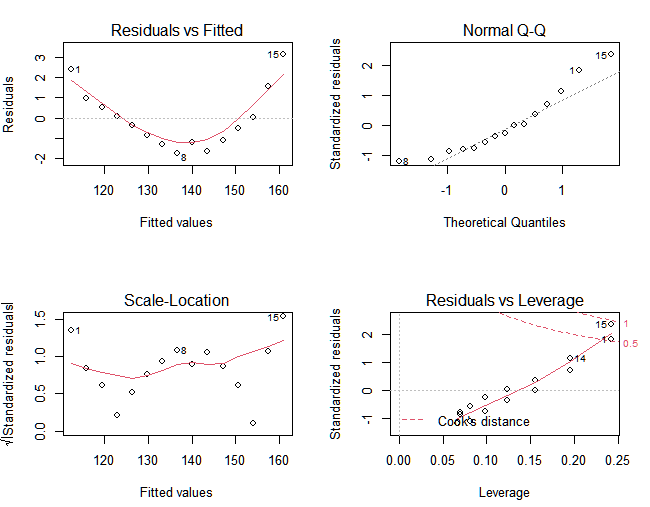 Residuals vs Fitted
Residuals
3
2
1
0
-2
1
8
15
120 130 140 150 160
Fitted values
Normal Q-Q
Standardized residuals
2
1
0
-1
8
1
15
-1 0 1
Theoretical Quantiles
Scale-Location
√|Standardized residuals|
1.5
1.0
0.5
0.0
1
8
15
120 130 140 150 160
Fitted values
Residuals vs Leverage
Standardized residuals
2
1
0
-1
15
1
14
1
0.5
Cook's distance
0.00 0.05 0.10 0.15 0.20 0.25
Leverage